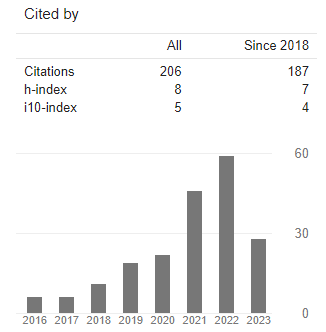 Cited by
All Since 2018
Citations 206 187
h-index 8 7
i10-index 5 4
60
30
0
2016 2017 2018 2019 2020 2021 2022 2023